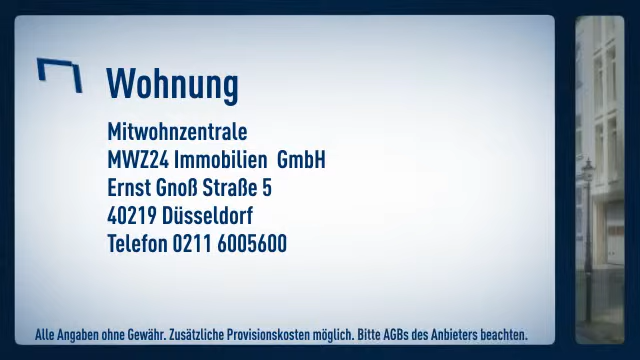 Wohnung
Mitwohnzentrale
MWZ24 Immobilien GmbH
Ernst Gnoß Straße 5
40219 Düsseldorf
Telefon 0211 6005600
Alle Angaben ohne Gewähr. Zusätzliche Provisionskosten möglich. Bitte AGBs des Anbieters beachten.